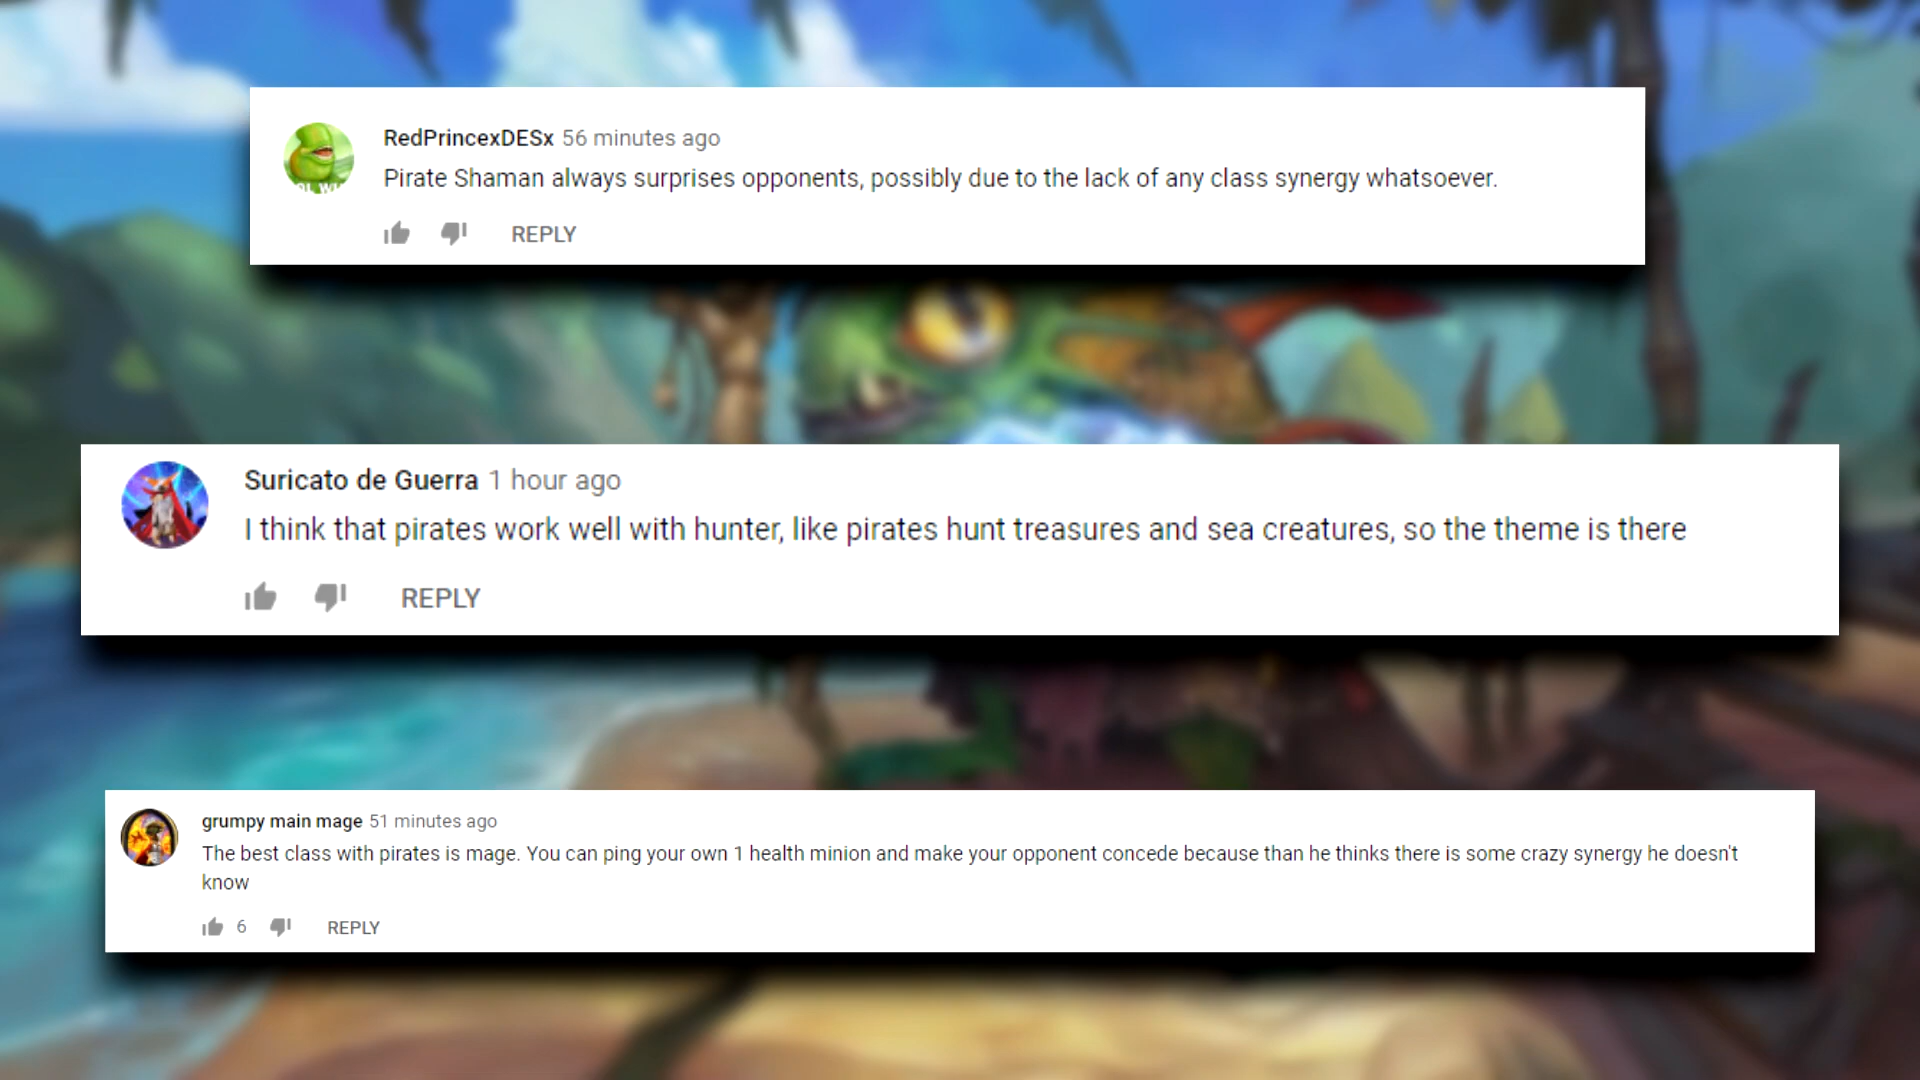 RedPrincexDESx 56 minutes ago
Pirate Shaman always surprises opponents, possibly due to the lack of any class synergy whatsoever.
REPLY
Suricato de Guerra 1 hour ago
I think that pirates work well with hunter, like pirates hunt treasures and sea creatures, so the theme is there
REPLY
grumpy main mage 51 minutes ago
The best class with pirates is mage. You can ping your own 1 health minion and make your opponent concede because than he thinks there is some crazy synergy he doesn't
know
6 REPLY